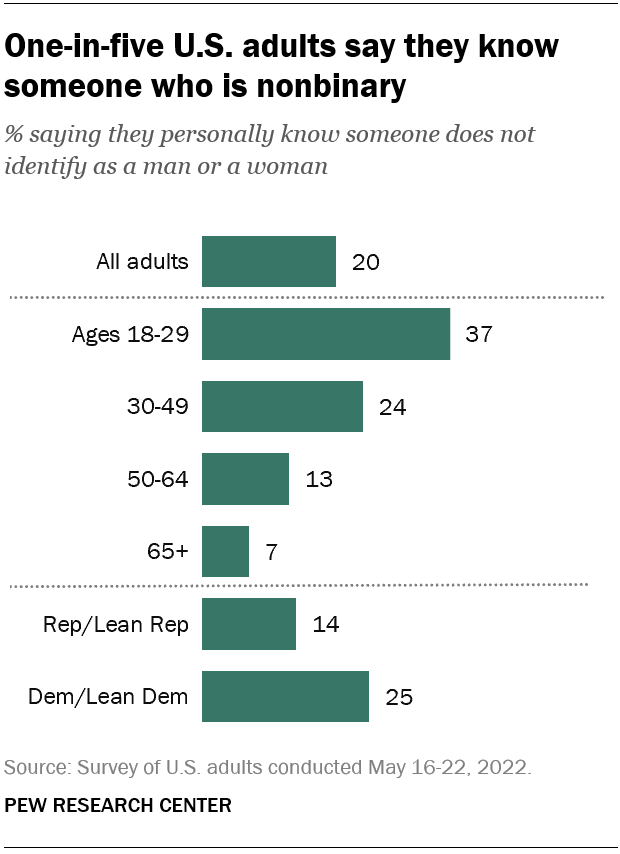 One-in-five U.S. adults say they know
someone who is nonbinary
% saying they personally know someone does not
identify as a man or a woman
All adults 20
Ages 18-29 37
30-49 24
50-64 13
65+ 7
Rep/Lean Rep 14
Dem/Lean Dem 25
Source: Survey of U.S. adults conducted May 16-22, 2022.
PEW RESEARCH CENTER